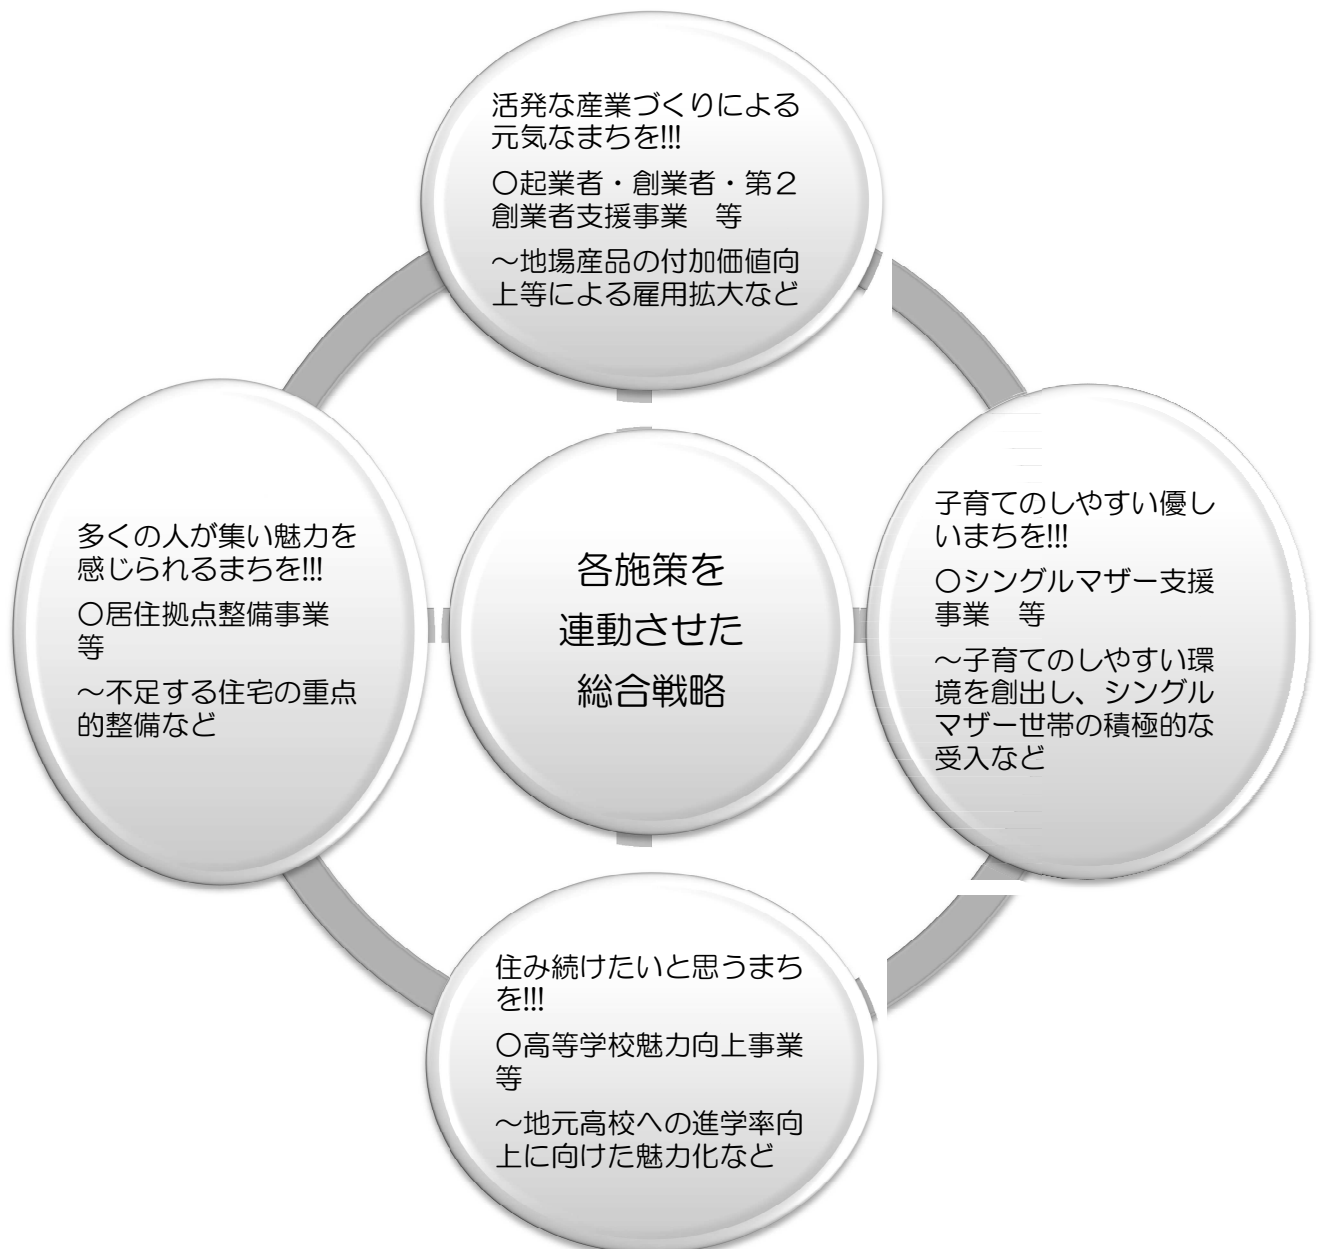 活発な産業づくりによる
元気なまちを!!!
○起業者・創業者・第２
創業者支援事業　等
～地場産品の付加価値向
上等による雇用拡大など
多くの人が集い魅力を
感じられるまちを!!!
○居住拠点整備事業
等
～不足する住宅の重点
的整備など
各施策を
連動させた
総合戦略
子育てのしやすい優し
いまちを!!!
○シングルマザー支援
事業　等
～子育てのしやすい環
境を創出し、シングル
マザー世帯の積極的な
受入など
住み続けたいと思うまち
を!!!
○高等学校魅力向上事業
等
～地元高校への進学率向
上に向けた魅力化など